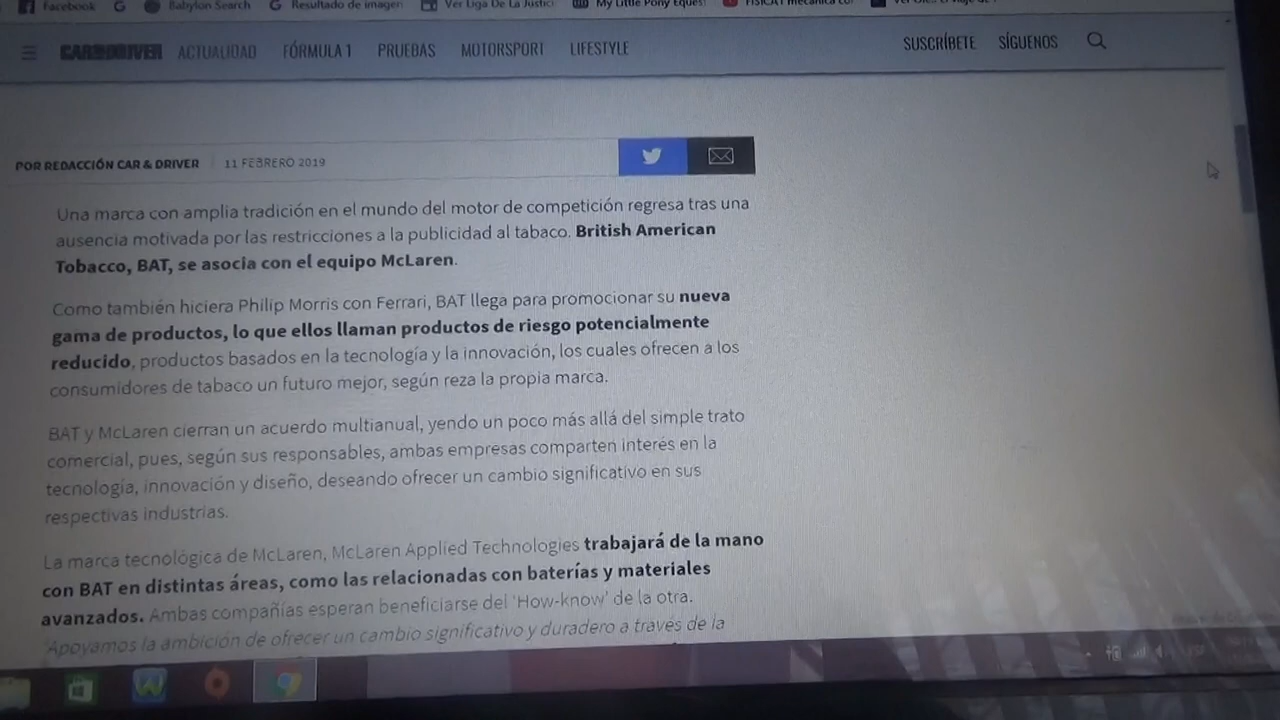 Facebook G Babylon Search G Resultado de imagen Ver Liga De La Justici My Little Pony Equest
CAR&DRIVER ACTUALIDAD FÓRMULA 1 PRUEBAS MOTORSPORT LIFESTYLE SUSCRÍBETE SÍGUENOS
POR REDACCIÓN CAR & DRIVER 11 FEBRERO 2019
Una marca con amplia tradición en el mundo del motor de competición regresa tras una
ausencia motivada por las restricciones a la publicidad al tabaco. British American
Tobacco, BAT, se asocia con el equipo McLaren.
Como también hiciera Philip Morris con Ferrari, BAT llega para promocionar su nueva
gama de productos, lo que ellos llaman productos de riesgo potencialmente
reducido, productos basados en la tecnología y la innovación, los cuales ofrecen a los
consumidores de tabaco un futuro mejor, según reza la propia marca.
BAT y McLaren cierran un acuerdo multianual, yendo un poco más allá del simple trato
comercial, pues, según sus responsables, ambas empresas comparten interés en la
tecnología, innovación y diseño, deseando ofrecer un cambio significativo en sus
respectivas industrias.
La marca tecnológica de McLaren, McLaren Applied Technologies trabajará de la mano
con BAT en distintas áreas, como las relacionadas con baterías y materiales
avanzados. Ambas compañías esperan beneficiarse del 'How-know' de la otra.
'Apoyamos la ambición de ofrecer un cambio significativo y duradero a través de la